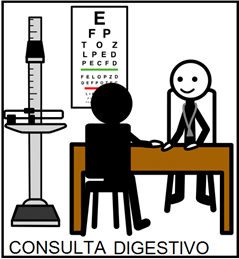 E
F P
T O Z
L P E D
P E C F D
F E L O P Z D
D E F P O T E C
CONSULTA DIGESTIVO